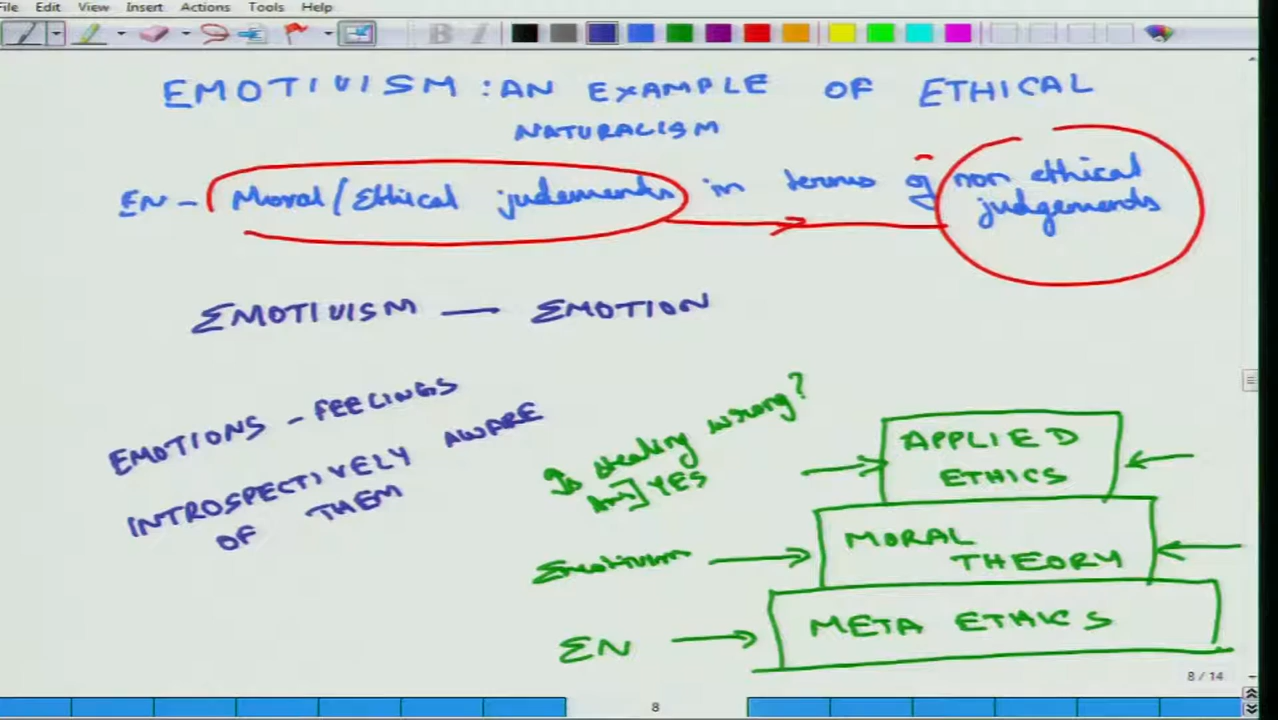 File Edit View Insert Actions Tools Help
EMOTIVISM : AN EXAMPLE OF ETHICAL
NATURALISM
EN - Moral/Ethical judements in terms of non ethical
judgements
EMOTIVISM — EMOTION
EMOTIONS - FEELINGS
INTROSPECTIVELY AWARE
OF THEM
Is stealing wrong?
Ans] YES
APPLIED
ETHICS
Emotivism
MORAL
THEORY
EN
META ETHICS
8 / 14
8